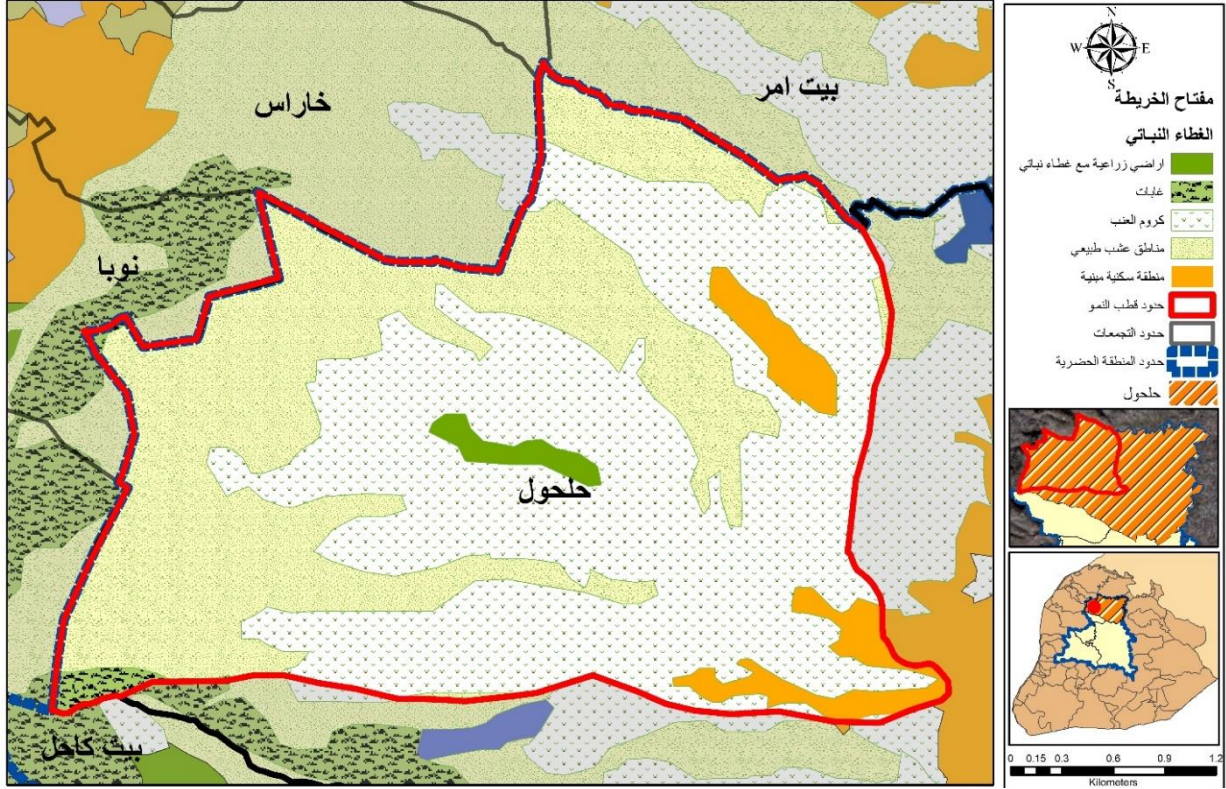 خاراس
بيت امر
نوبا
حلحول
بيت كاحل
N
W E
S
مفتاح الخريطة
الغطاء النباتي
اراضي زراعية مع غطاء نباتي
غابات
كروم العنب
مناطق عشب طبيعي
منطقة سكنية مبنية
حدود قطب النمو
حدود التجمعات
حدود المنطقة الحضرية
حلحول
0 0.15 0.3 0.6 0.9 1.2
Kilometers